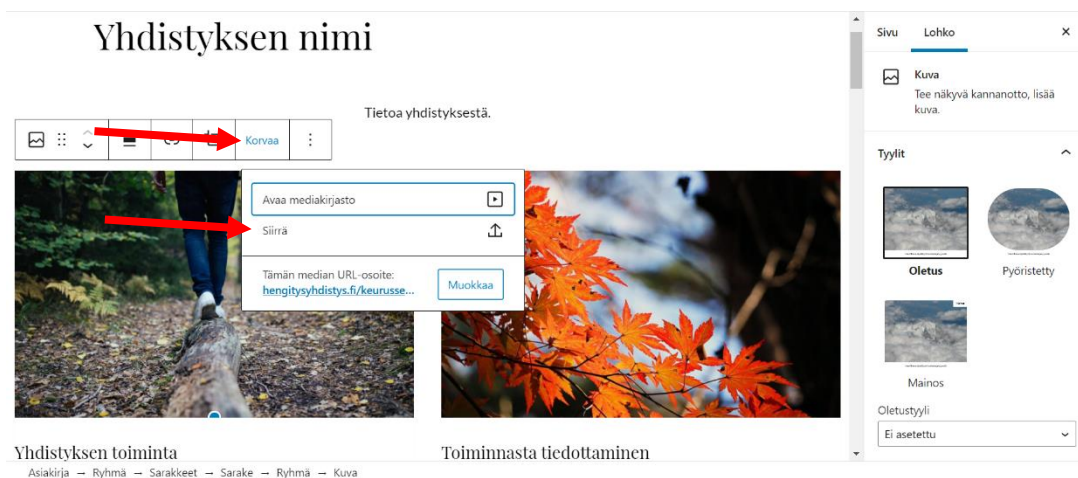 Yhdistyksen nimi
Tietoa yhdistyksestä.
Korvaa
Avaa mediakirjasto
Siirrä
Tämän median URL-osoite:
hengitysyhdistys.fi/keurusse...
Muokkaa
Yhdistyksen toiminta
Toiminnasta tiedottaminen
Sivu
Lohko
Kuva
Tee näkyvä kannanotto, lisää
kuva.
Tyylit
Oletus
Pyöristetty
Mainos
Oletustyyli
Ei asetettu
Asiakirja → Ryhmä → Sarakkeet → Sarake → Ryhmä → Kuva